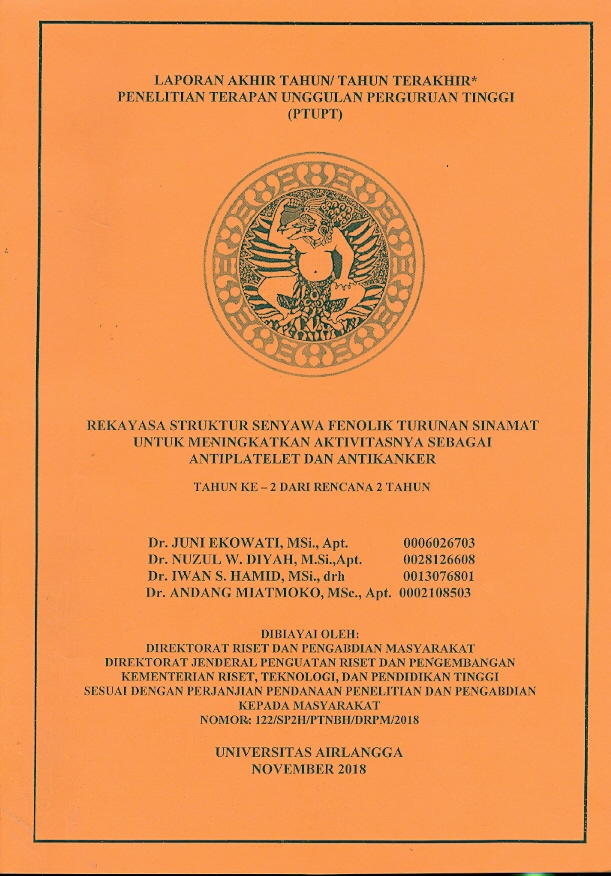 LAPORAN AKHIR TAHUN/ TAHUN TERAKHIR*
PENELITIAN TERAPAN UNGGULAN PERGURUAN TINGGI
(PTUPT)
REKAYASA STRUKTUR SENYAWA FENOLIK TURUNAN SINAMAT
UNTUK MENINGKATKAN AKTIVITASNYA SEBAGAI
ANTIPLATELET DAN ANTIKANKER
TAHUN KE – 2 DARI RENCANA 2 TAHUN
Dr. JUNI EKOWATI, MSi., Apt. 0006026703
Dr. NUZUL W. DIYAH, M.Si.,Apt. 0028126608
Dr. IWAN S. HAMID, MSi., drh 0013076801
Dr. ANDANG MIATMOKO, MSc., Apt. 0002108503
DIBIAYAI OLEH:
DIREKTORAT RISET DAN PENGABDIAN MASYARAKAT
DIREKTORAT JENDERAL PENGUATAN RISET DAN PENGEMBANGAN
KEMENTERIAN RISET, TEKNOLOGI, DAN PENDIDIKAN TINGGI
SESUAI DENGAN PERJANJIAN PENDANAAN PENELITIAN DAN PENGABDIAN
KEPADA MASYARAKAT
NOMOR: 122/SP2H/PTNBH/DRPM/2018
UNIVERSITAS AIRLANGGA
NOVEMBER 2018